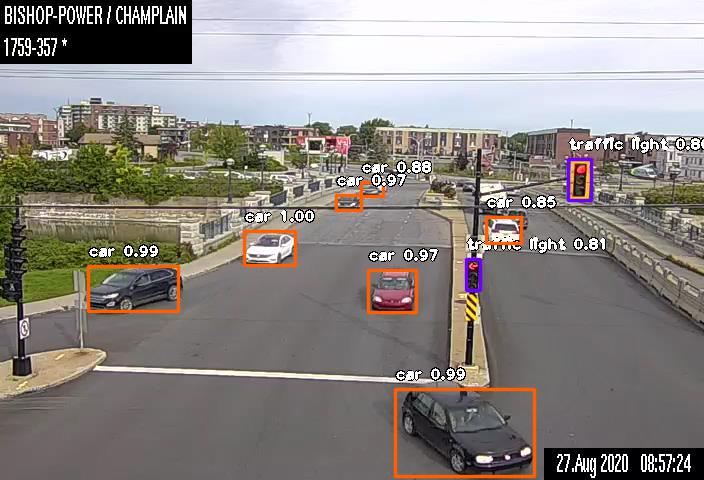 BISHOP-POWER / CHAMPLAIN
1759-357 *
traffic light 0.80
car 0.88
car 0.97
car 0.85
car 1.00
traffic light 0.81
car 0.99
car 0.97
car 0.99
27.Aug 2020 08:57:24